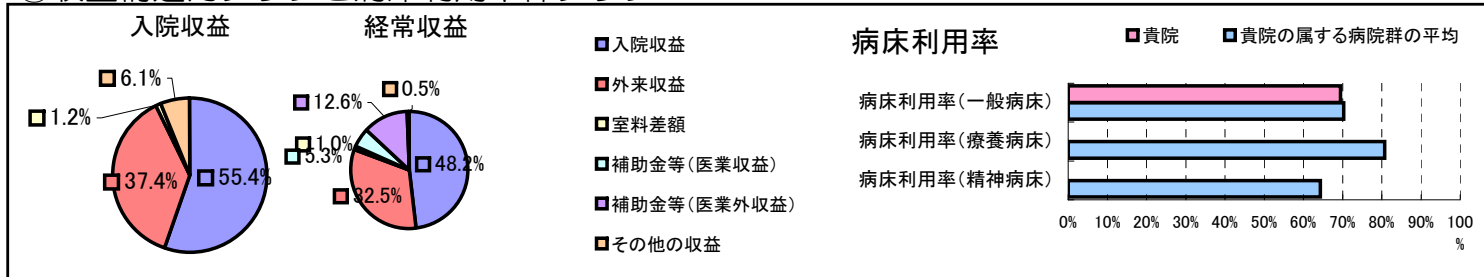 入院収益
6.1%
1.2%
37.4%
55.4%
経常収益
0.5%
12.6%
1.0%
5.3%
48.2%
32.5%
入院収益
外来収益
室料差額
補助金等(医業収益)
補助金等(医業外収益)
その他の収益
病床利用率
貴院
貴院の属する病院群の平均
病床利用率(一般病床)
病床利用率(療養病床)
病床利用率(精神病床)
0% 10% 20% 30% 40% 50% 60% 70% 80% 90% 100
%